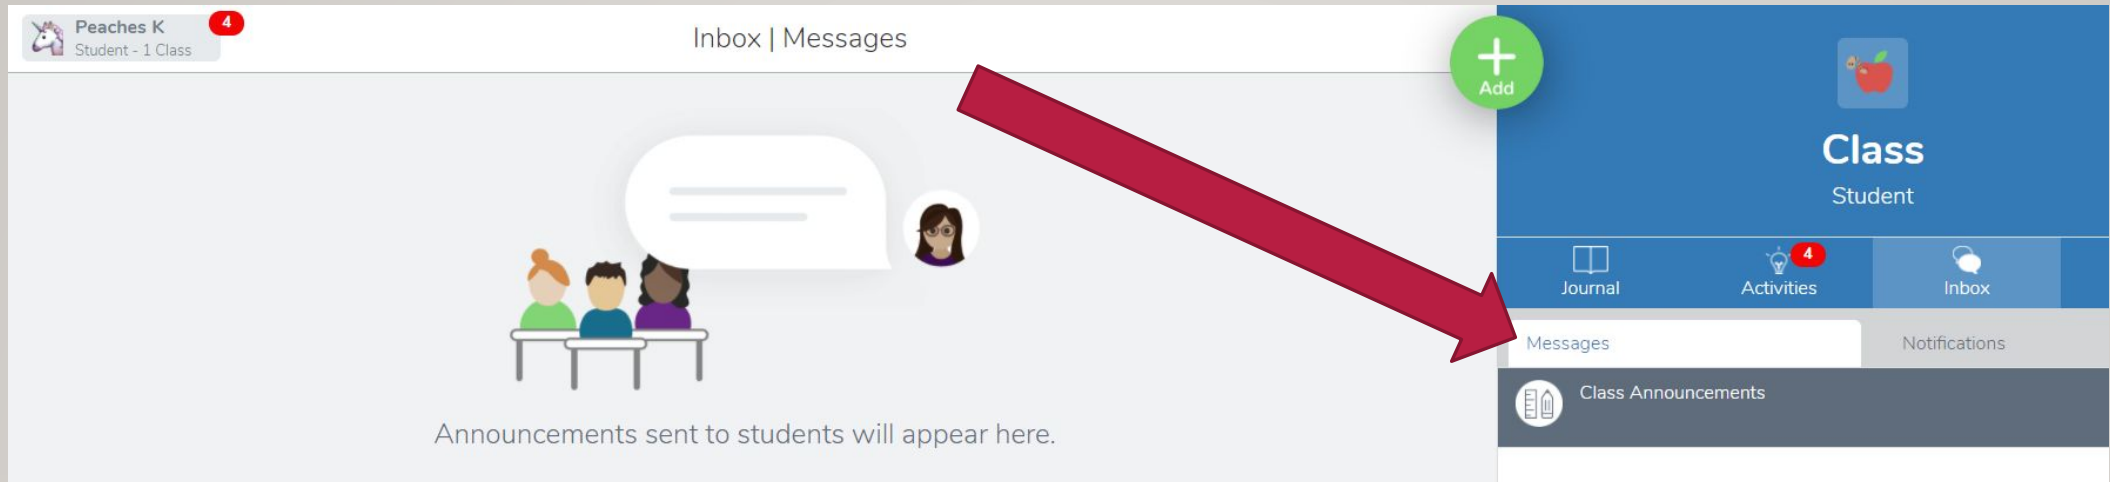 Peaches K
4
Student - 1 Class
Inbox | Messages
Add
Class
Student
Journal
4
Activities
Inbox
Messages
Notifications
Class Announcements
Announcements sent to students will appear here.